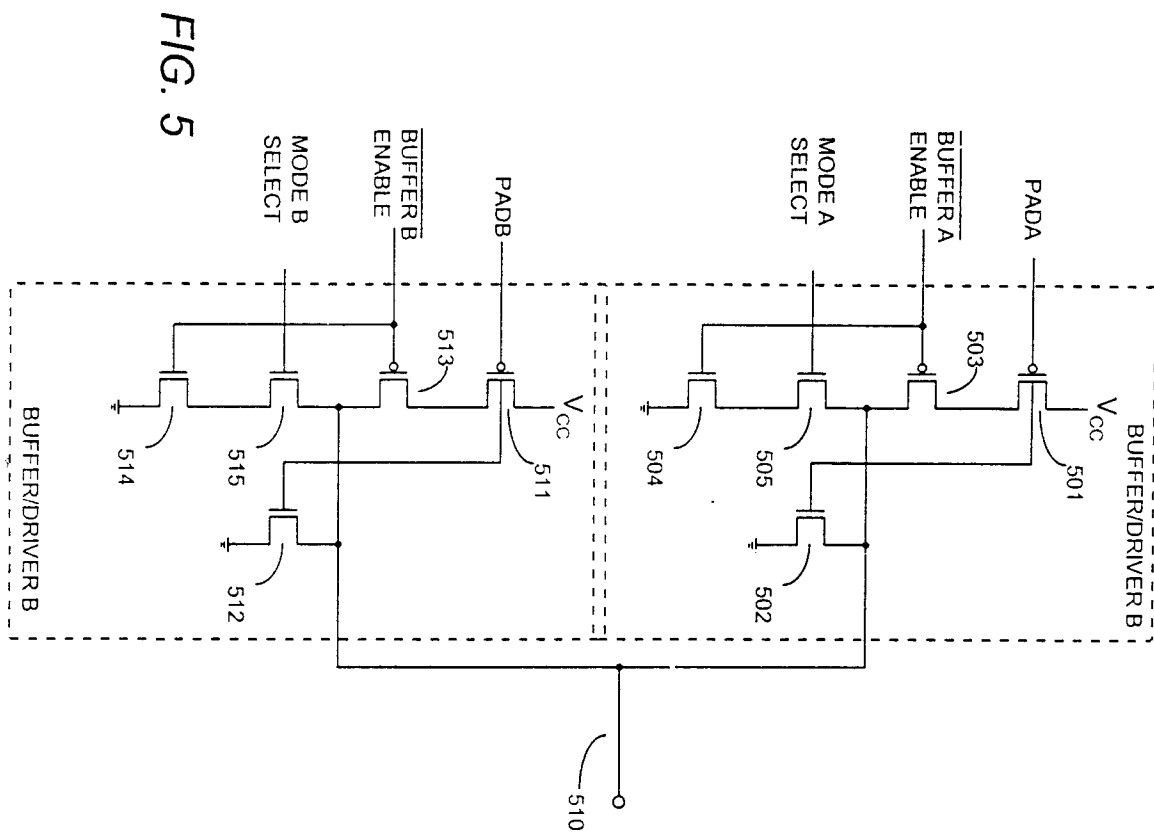 FIG. 5
PADA
BUFFER A
ENABLE
MODE A
SELECT
VCC
501
503
505
504
502
BUFFER/DRIVER B
PADB
BUFFER B
ENABLE
MODE B
SELECT
VCC
511
513
515
514
512
BUFFER/DRIVER B
510